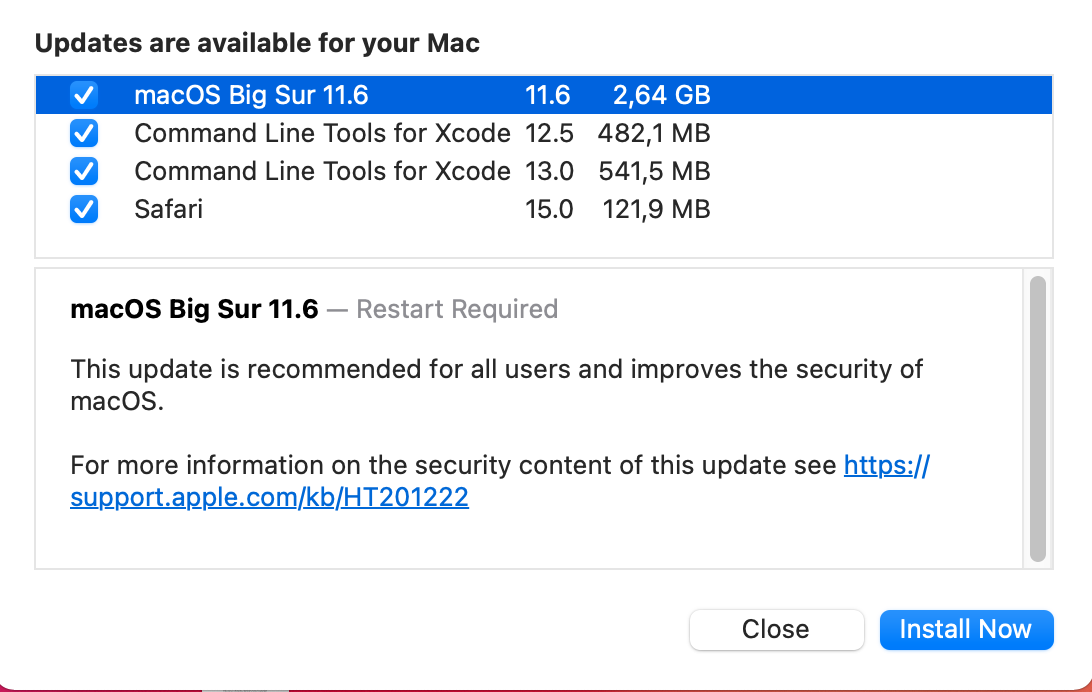 Updates are available for your Mac
macOS Big Sur 11.6 11.6 2,64 GB
Command Line Tools for Xcode 12.5 482,1 MB
Command Line Tools for Xcode 13.0 541,5 MB
Safari 15.0 121,9 MB
macOS Big Sur 11.6 — Restart Required
This update is recommended for all users and improves the security of
macOS.
For more information on the security content of this update see https://
support.apple.com/kb/HT201222
Close Install Now